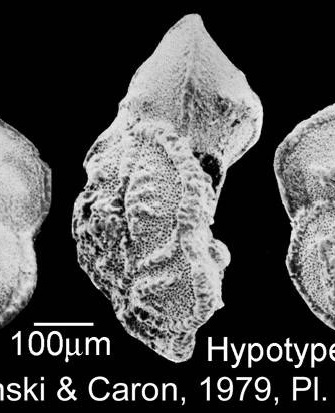 100µm
Hypotype
nski & Caron, 1979, Pl.